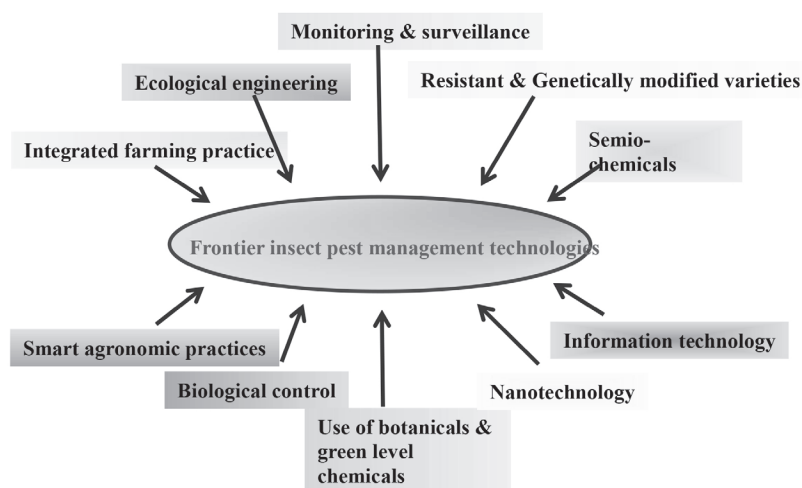 Monitoring & surveillance
Ecological engineering
Resistant & Genetically modified varieties
Integrated farming practice
Semio-
chemicals
Frontier insect pest management technologies
Smart agronomic practices
Information technology
Biological control
Nanotechnology
Use of botanicals &
green level
chemicals